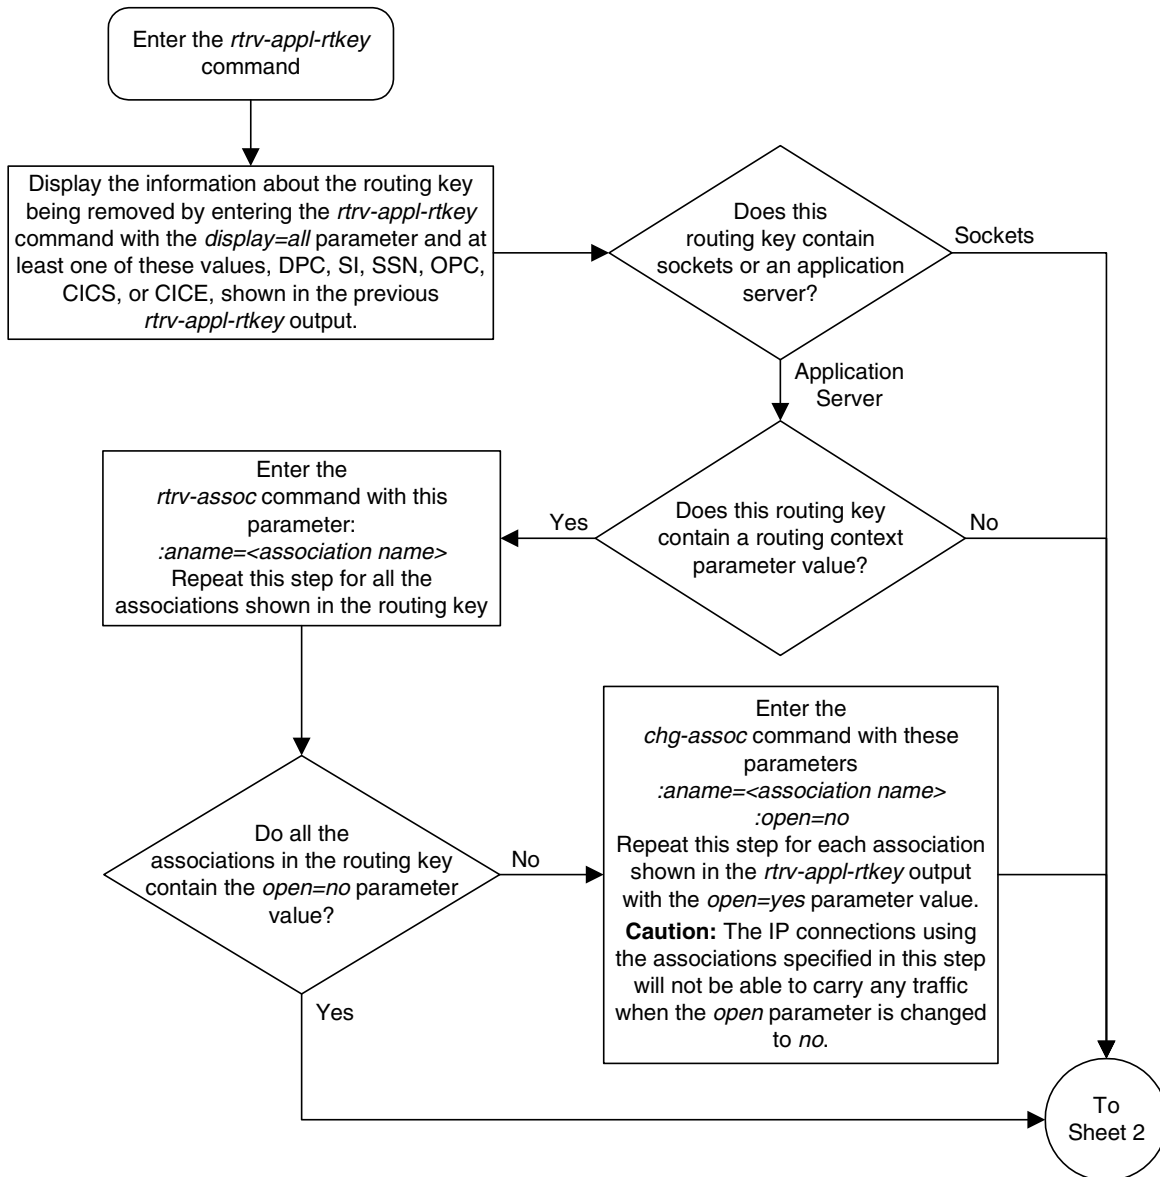 Enter the rtrv-appl-rtkey
command
Display the information about the routing key
being removed by entering the rtrv-appl-rtkey
command with the display=all parameter and at
least one of these values, DPC, SI, SSN, OPC,
CICS, or CICE, shown in the previous
rtrv-appl-rtkey output.
Does this
routing key contain
sockets or an application
server?
Sockets
Application
Server
Does this routing key
contain a routing context
parameter value?
Yes
No
Enter the
rtrv-assoc command with this
parameter:
:aname=<association name>
Repeat this step for all the
associations shown in the routing key
Do all the
associations in the routing key
contain the open=no parameter
value?
No
Yes
Enter the
chg-assoc command with these
parameters
:aname=<association name>
:open=no
Repeat this step for each association
shown in the rtrv-appl-rtkey output
with the open=yes parameter value.
Caution: The IP connections using
the associations specified in this step
will not be able to carry any traffic
when the open parameter is changed
to no.
To
Sheet 2